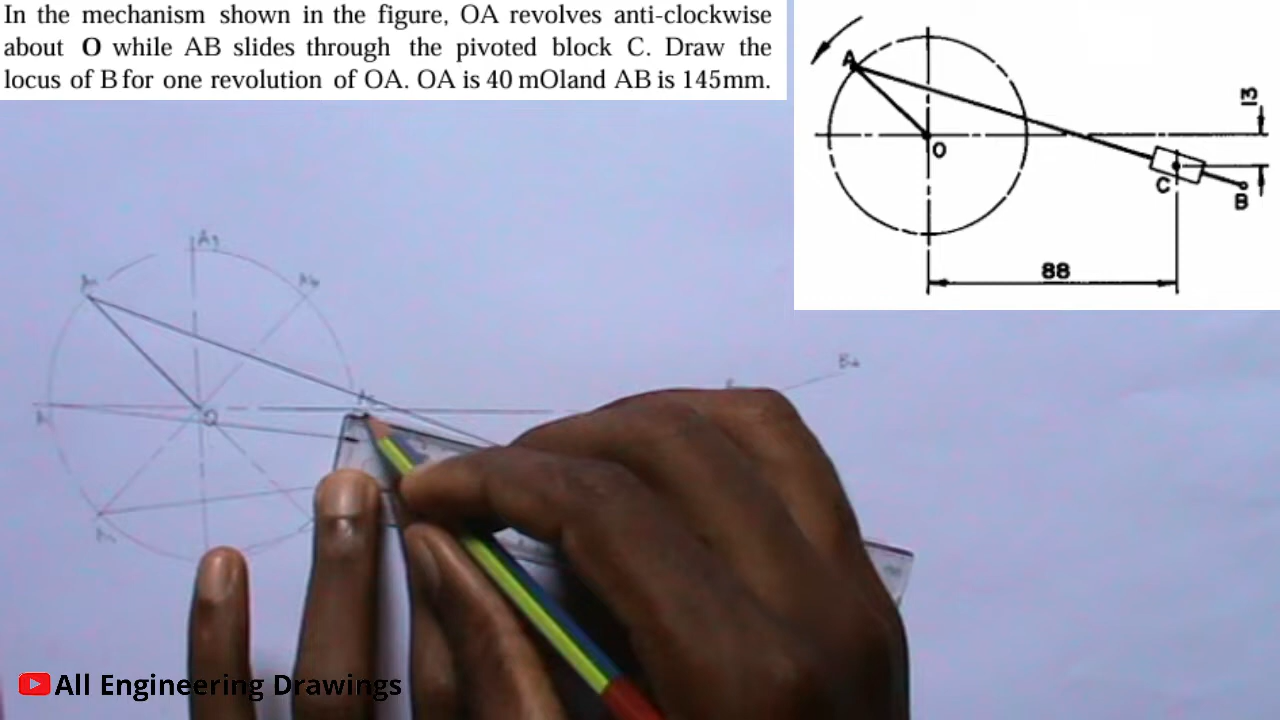 In the mechanism shown in the figure, OA revolves anti-clockwise
about O while AB slides through the pivoted block C. Draw the
locus of B for one revolution of OA. OA is 40 mOland AB is 145mm.
A
O
13
C
B
88
A3
O
All Engineering Drawings